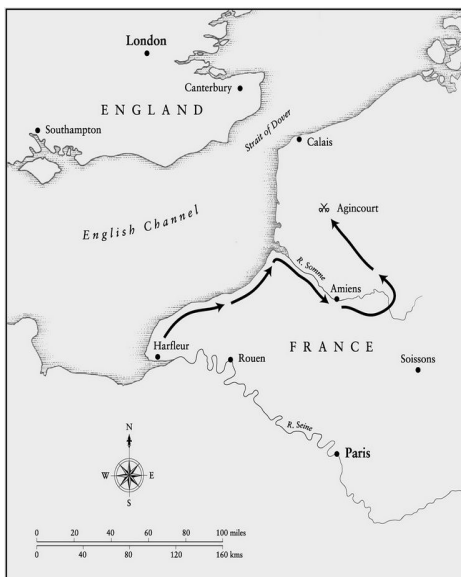 London
Canterbury
ENGLAND
Southampton
Strait of Dover
Calais
English Channel
Agincourt
R. Somme
Amiens
Harfleur
Rouen
FRANCE
Soissons
R. Seine
Paris
N
W
E
S
0 20 40 60 80 100 miles
0 40 80 120 160 kms